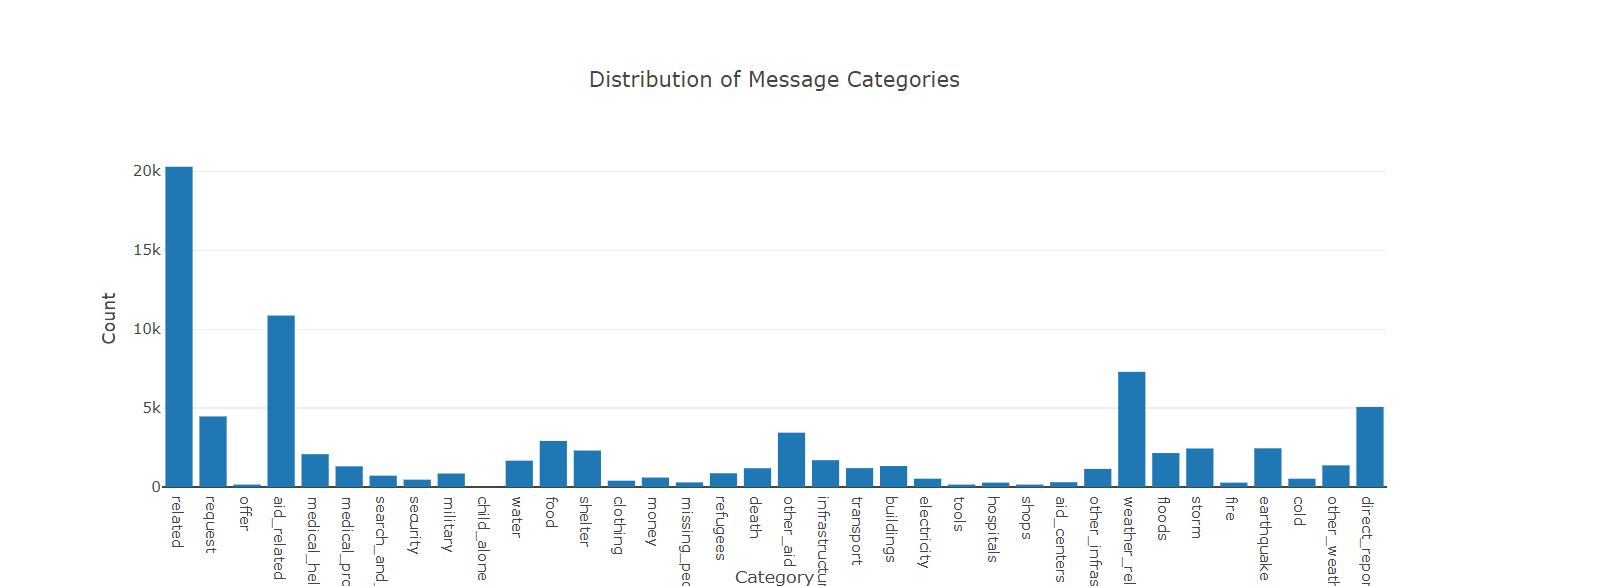 Distribution of Message Categories
20k
15k
10k
5k
0
Count
related
request
offer
aid_related
medical_hel
medical_pro
search_and_
security
military
child_alone
water
food
shelter
clothing
money
missing_peo
refugees
death
other_aid
infrastructur
transport
buildings
electricity
tools
hospitals
shops
aid_centers
other_infras
weather_rel
floods
storm
fire
earthquake
cold
other_weath
direct_repor
Category